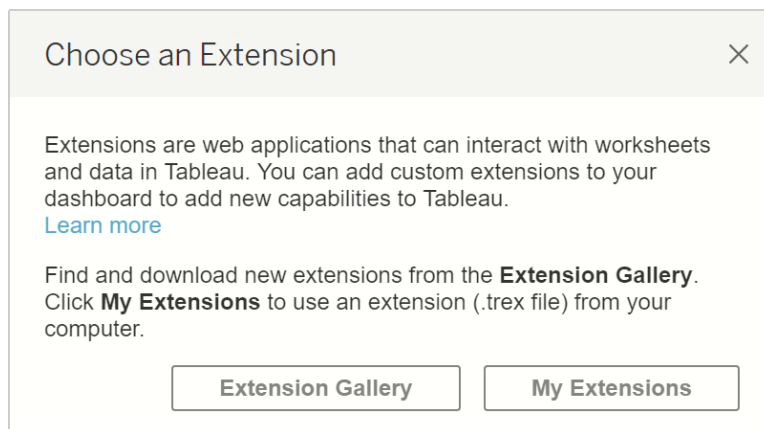 Choose an Extension
Extensions are web applications that can interact with worksheets
and data in Tableau. You can add custom extensions to your
dashboard to add new capabilities to Tableau.
Learn more
Find and download new extensions from the Extension Gallery.
Click My Extensions to use an extension (.trex file) from your
computer.
Extension Gallery
My Extensions